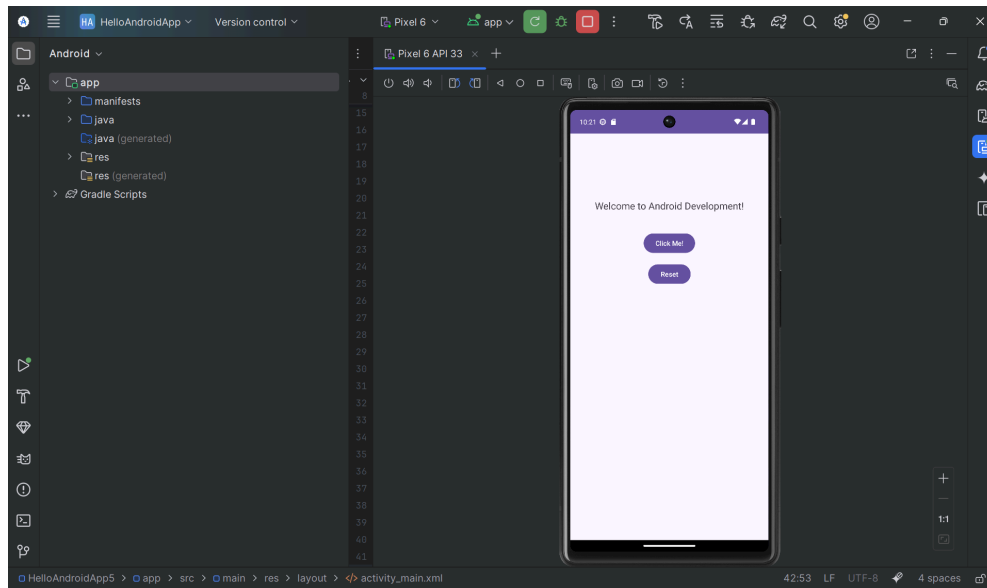 HA HelloAndroidApp Version control Pixel 6 app
Android
Pixel 6 API 33
app
manifests
java
java (generated)
res
res (generated)
Gradle Scripts
8
15
16
17
18
19
20
21
22
23
24
25
26
27
28
29
30
31
32
33
34
35
36
37
38
39
40
41
10:21
Welcome to Android Development!
Click Me!
Reset
1:1
HelloAndroidApp5 > app > src > main > res > layout > </> activity_main.xml 42:53 LF UTF-8 4 spaces